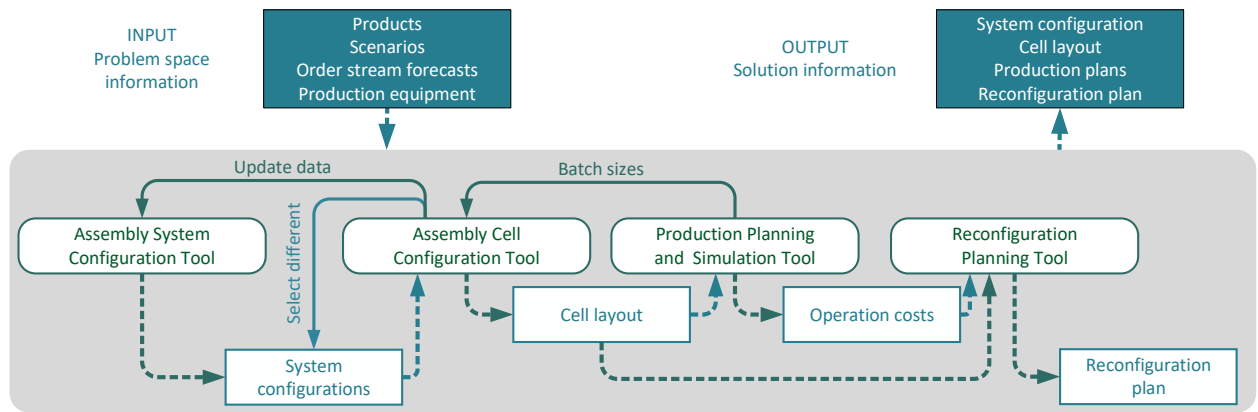 INPUT
Problem space
information
Products
Scenarios
Order stream forecasts
Production equipment
OUTPUT
Solution information
System configuration
Cell layout
Production plans
Reconfiguration plan
Update data
Batch sizes
Select different
Assembly System
Configuration Tool
Assembly Cell
Configuration Tool
Production Planning
and Simulation Tool
Reconfiguration
Planning Tool
Cell layout
Operation costs
System
configurations
Reconfiguration
plan